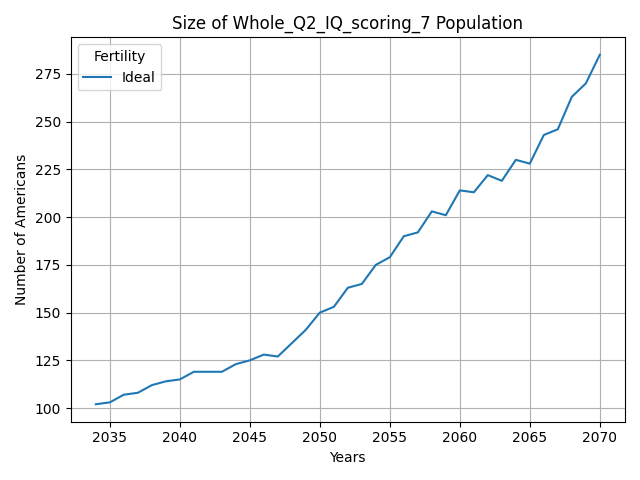 Size of Whole_Q2_IQ_scoring_7 Population
Fertility
Ideal
Number of Americans
275
250
225
200
175
150
125
100
2035 2040 2045 2050 2055 2060 2065 2070
Years